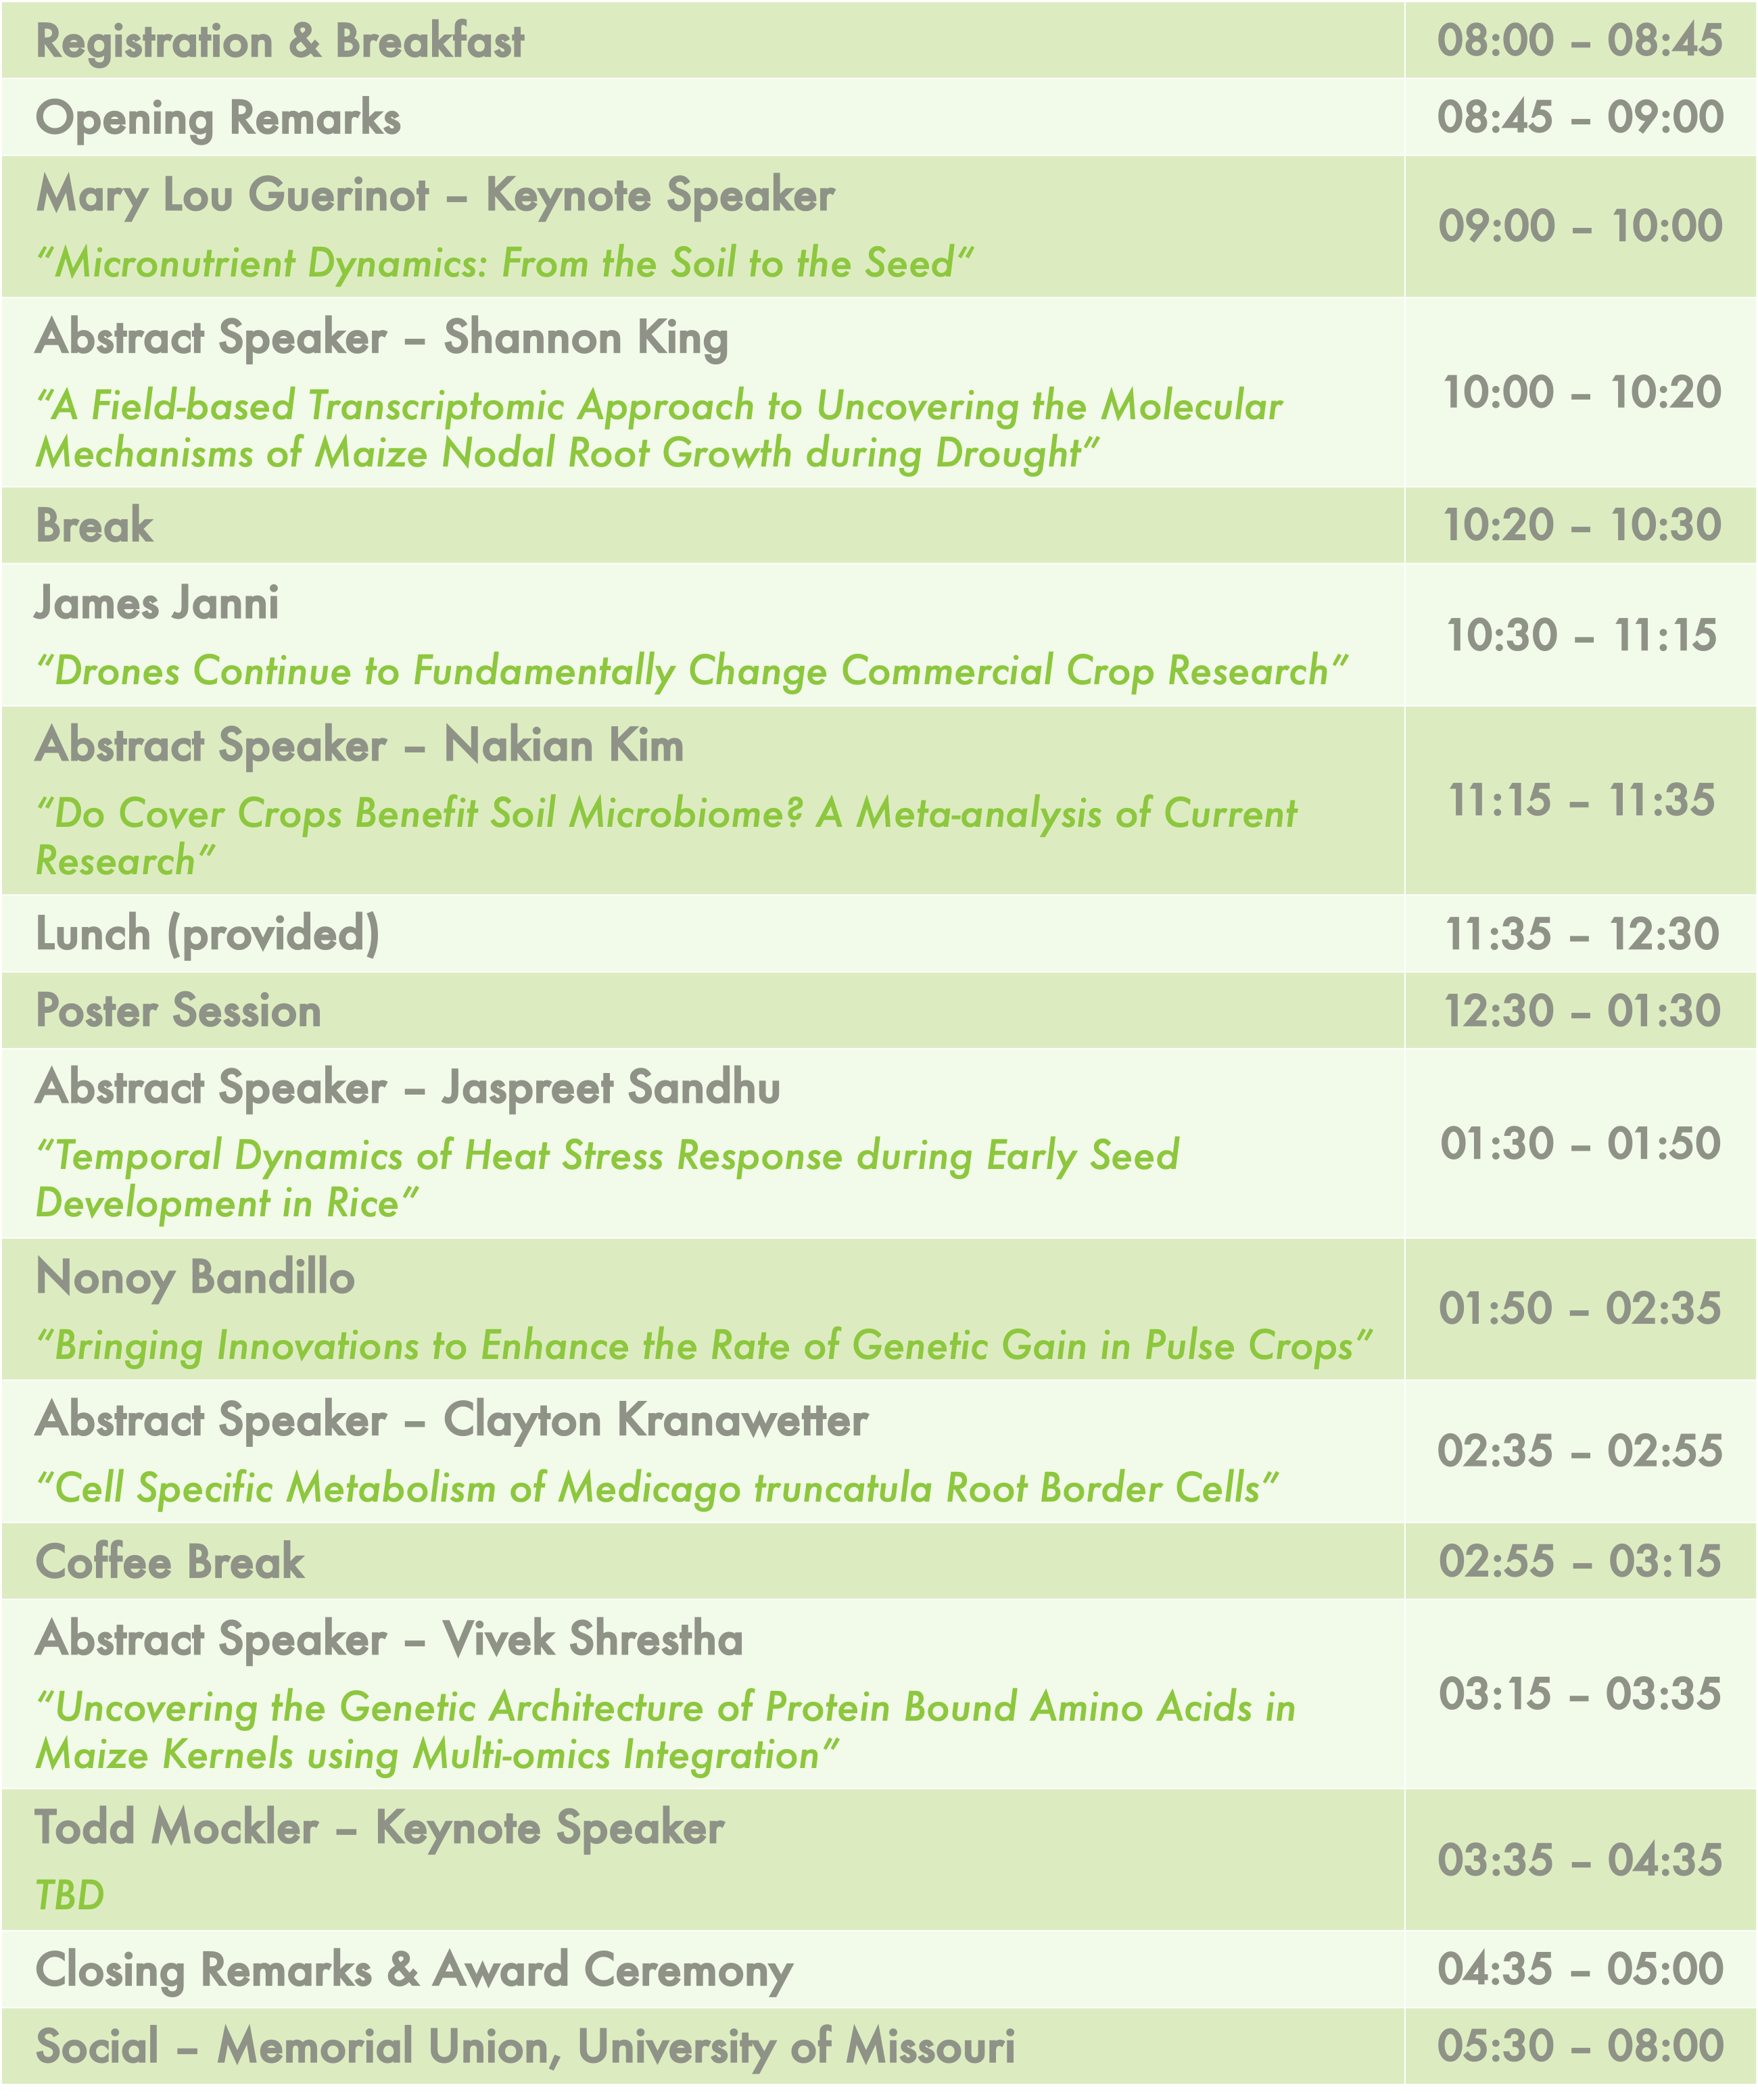 Registration & Breakfast 08:00 – 08:45
Opening Remarks 08:45 – 09:00
Mary Lou Guerinot – Keynote Speaker
“Micronutrient Dynamics: From the Soil to the Seed“
09:00 – 10:00
Abstract Speaker – Shannon King
“A Field-based Transcriptomic Approach to Uncovering the Molecular
Mechanisms of Maize Nodal Root Growth during Drought”
10:00 – 10:20
Break 10:20 – 10:30
James Janni
“Drones Continue to Fundamentally Change Commercial Crop Research”
10:30 – 11:15
Abstract Speaker – Nakian Kim
“Do Cover Crops Benefit Soil Microbiome? A Meta-analysis of Current
Research”
11:15 – 11:35
Lunch (provided) 11:35 – 12:30
Poster Session 12:30 – 01:30
Abstract Speaker – Jaspreet Sandhu
“Temporal Dynamics of Heat Stress Response during Early Seed
Development in Rice”
01:30 – 01:50
Nonoy Bandillo
“Bringing Innovations to Enhance the Rate of Genetic Gain in Pulse Crops”
01:50 – 02:35
Abstract Speaker – Clayton Kranawetter
“Cell Specific Metabolism of Medicago truncatula Root Border Cells”
02:35 – 02:55
Coffee Break 02:55 – 03:15
Abstract Speaker – Vivek Shrestha
“Uncovering the Genetic Architecture of Protein Bound Amino Acids in
Maize Kernels using Multi-omics Integration”
03:15 – 03:35
Todd Mockler – Keynote Speaker
TBD
03:35 – 04:35
Closing Remarks & Award Ceremony 04:35 – 05:00
Social – Memorial Union, University of Missouri 05:30 – 08:00